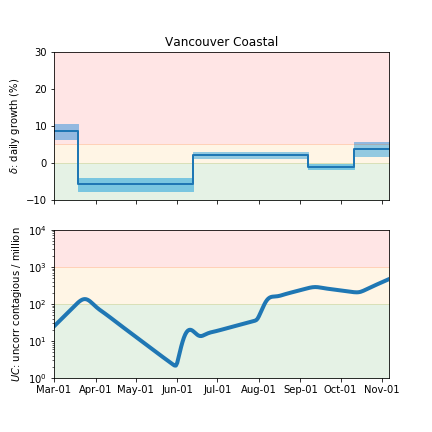 Vancouver Coastal
δ: daily growth (%)
30
20
10
0
−10
UC: uncorr contagious / million
10⁴
10³
10²
10¹
10⁰
Mar-01 Apr-01 May-01 Jun-01 Jul-01 Aug-01 Sep-01 Oct-01 Nov-01